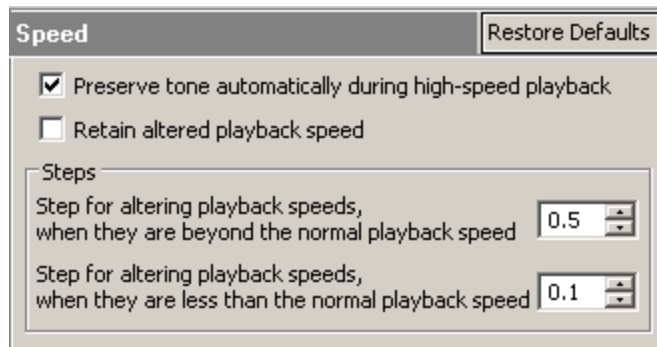 Speed
Restore Defaults
Preserve tone automatically during high-speed playback
Retain altered playback speed
Steps
Step for altering playback speeds,
when they are beyond the normal playback speed
0.5
Step for altering playback speeds,
when they are less than the normal playback speed
0.1